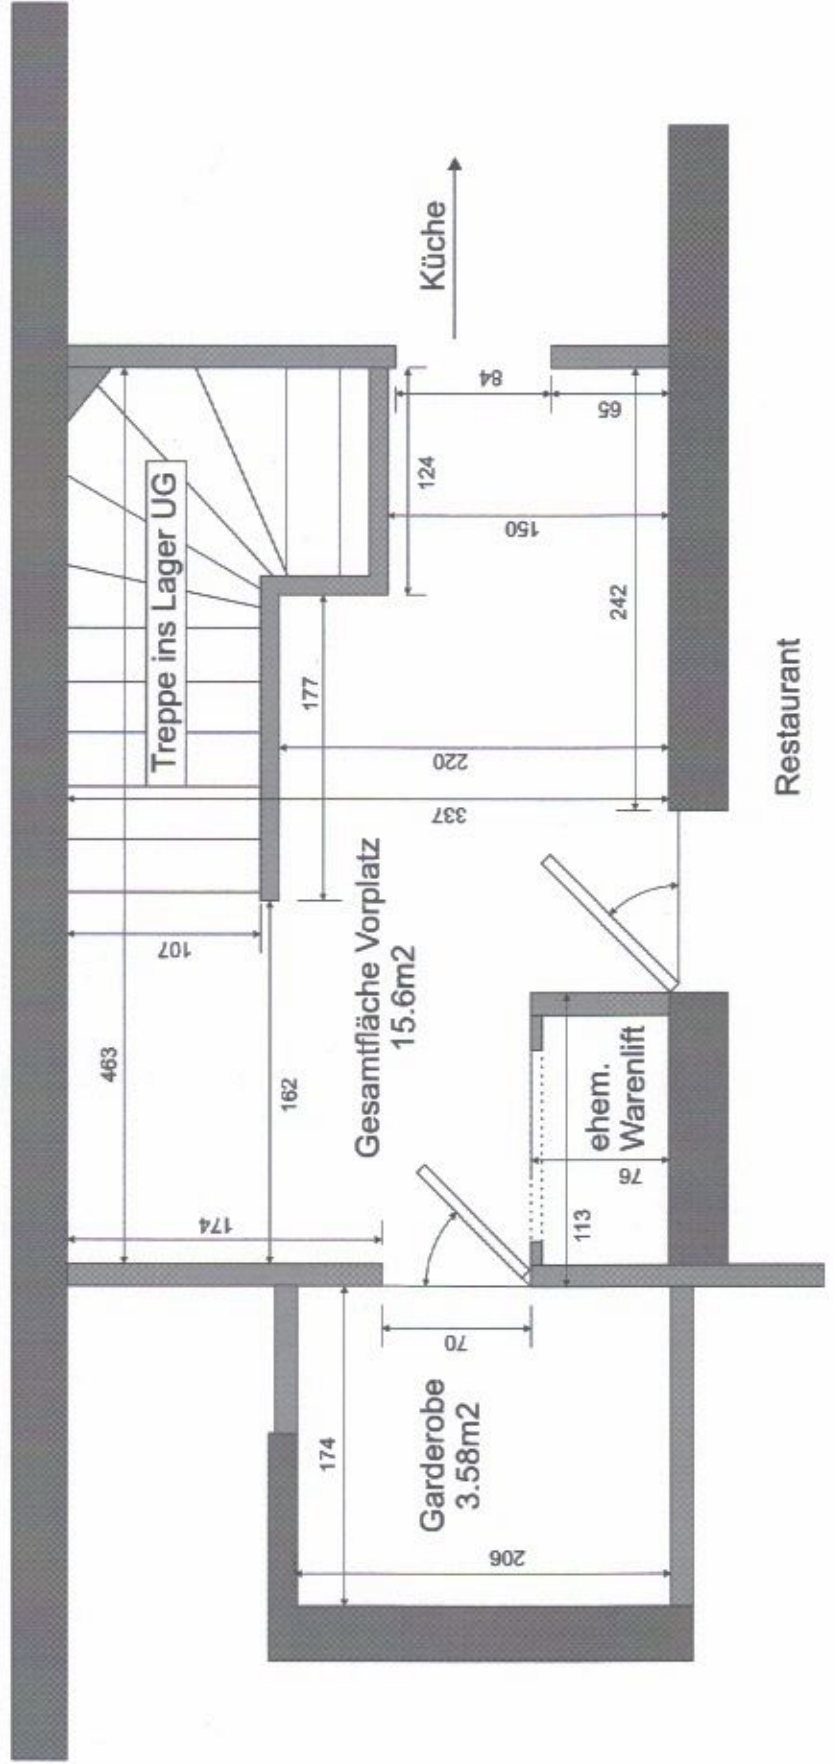 Küche
Treppe ins Lager UG
Gesamtfläche Vorplatz
15.6m2
ehem.
Warenlift
Garderobe
3.58m2
Restaurant
84
65
124
150
242
177
220
337
107
463
162
174
76
113
70
174
206